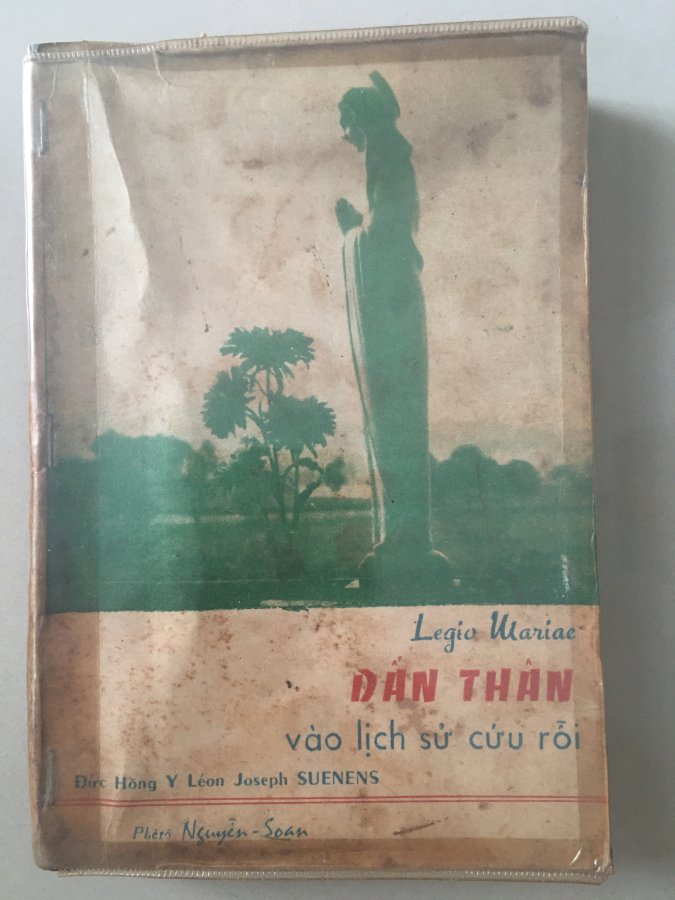 Legio Mariae
DẤN THÂN
vào lịch sử cứu rỗi
Đức Hồng Y Léon Joseph SUENENS
Phêrô Nguyễn-Soạn